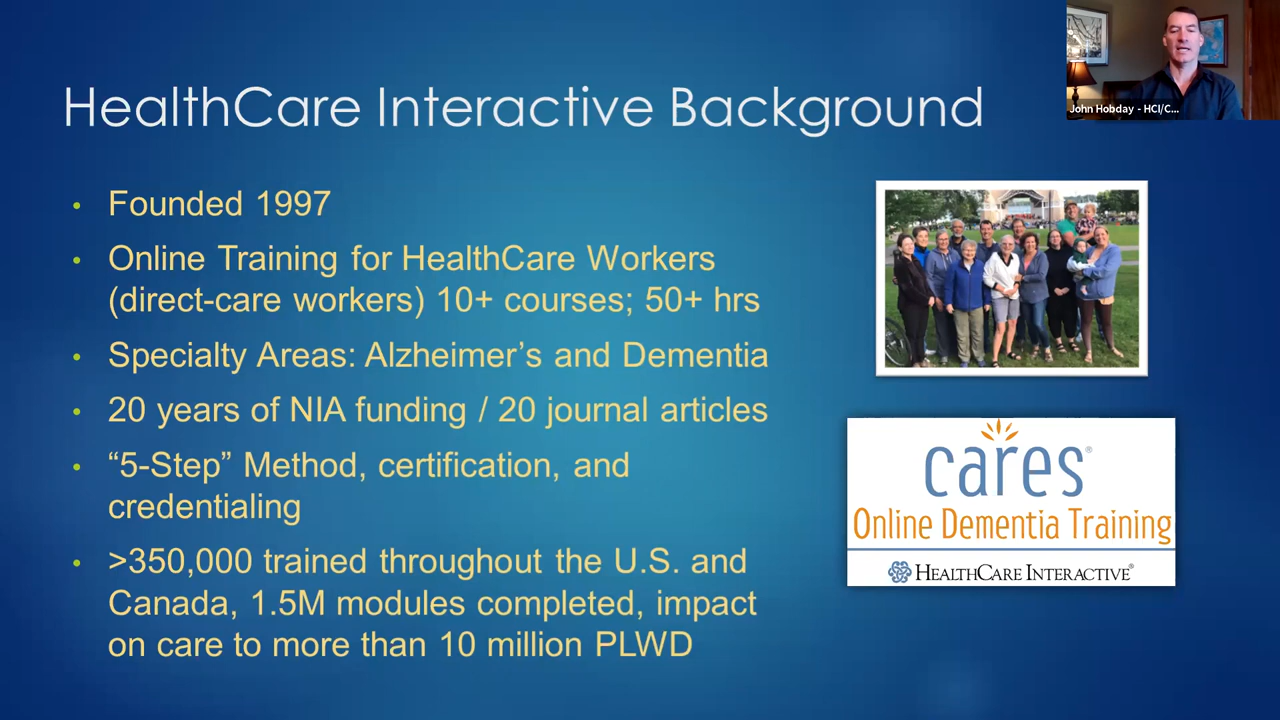 HealthCare Interactive Background
John Hobday - HCI/C...
• Founded 1997
• Online Training for HealthCare Workers
(direct-care workers) 10+ courses; 50+ hrs
• Specialty Areas: Alzheimer’s and Dementia
• 20 years of NIA funding / 20 journal articles
• “5-Step” Method, certification, and
credentialing
• >350,000 trained throughout the U.S. and
Canada, 1.5M modules completed, impact
on care to more than 10 million PLWD
cares®
Online Dementia Training
HEALTHCARE INTERACTIVE®